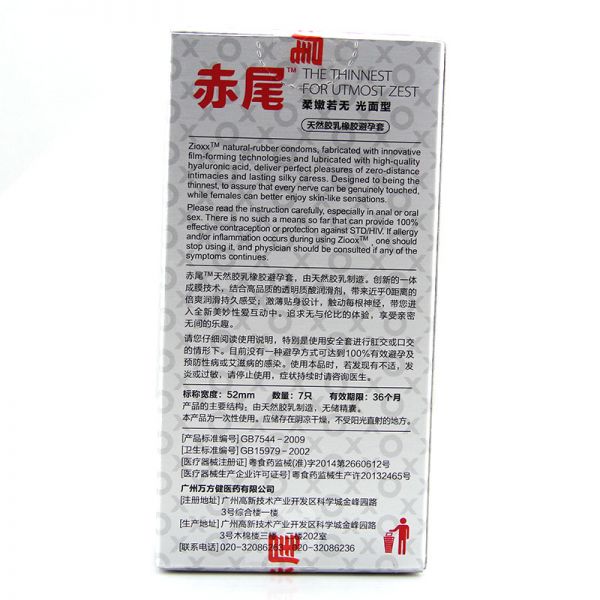 尾
赤尾™
THE THINNEST
FOR UTMOST ZEST
柔嫩若无 光面型
天然胶乳橡胶避孕套
Zioxx™ natural-rubber condoms, fabricated with innovative
film-forming technologies and lubricated with high-quality
hyaluronic acid, deliver perfect pleasures of zero-distance
intimacies and lasting silky caress. Designed to being the
thinnest, to assure that every nerve can be genuinely touched,
while females can better enjoy skin-like sensations.
Please read the instruction carefully, especially in anal or oral
sex. There is no such a means so far that can provide 100%
effective contraception or protection against STD/HIV. If allergy
and/or inflammation occurs during using Zioox™ , one should
stop using it, and physician should be consulted if any of the
symptoms continues.
赤尾™天然胶乳橡胶避孕套，由天然胶乳制造。创新的一体
成膜技术，结合高品质的透明质酸润滑剂，带来近乎0距离的
倍爽润滑持久感受；激薄贴身设计，触动每根神经，带您进
入全新美妙性爱互动中。追求无与伦比的体验，享受亲密
无间的乐趣。
请您仔细阅读使用说明，特别是使用安全套进行肛交或口交
的情形下。目前没有一种避孕方式可达到100%有效避孕及
预防性病或艾滋病的感染。使用本品时，若发现有不适，发
炎或过敏，请停止使用，症状持续时请咨询医生。
标称宽度：52mm 数量：7只 有效期限：36个月
产品的主要结构：由天然胶乳制造，无储精囊。
本产品为一次性使用。应储存在阴凉干燥，不受阳光直射的地方。
[产品标准编号]GB7544－2009
[卫生标准编号]GB15979－2002
[医疗器械注册证] 粤食药监械(准)字2014第2660612号
[医疗器械生产企业许可证号] 粤食药监械生产许20132465号
广州万方健医药有限公司
[注册地址] 广州高新技术产业开发区科学城金峰园路
3号综合楼一楼
[生产地址] 广州高新技术产业开发区科学城金峰园路
3号木棉楼三楼、二楼202室
[联系电话] 020-32086263 020-32086236
尾